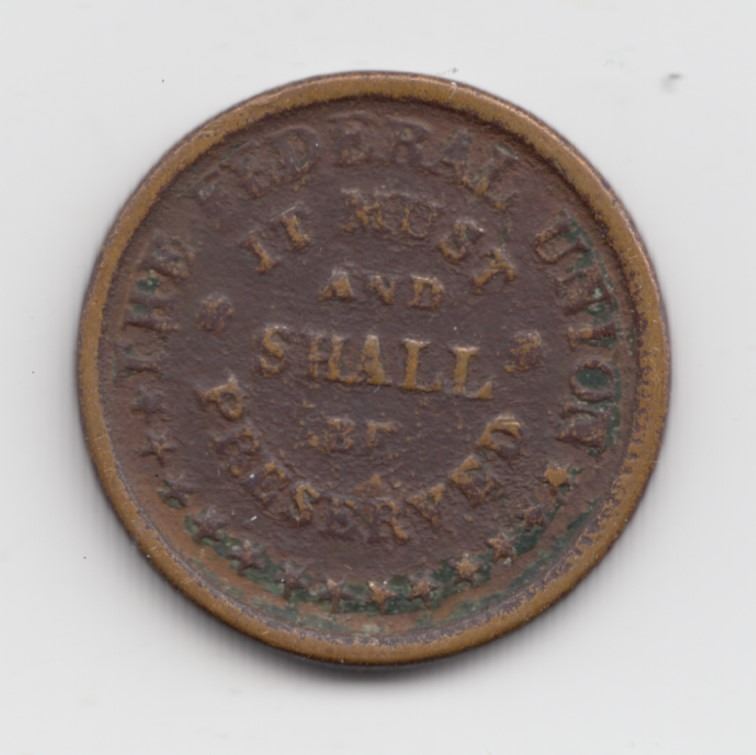 THE FEDERAL UNION
IT MUST
AND
SHALL
BE
PRESERVED